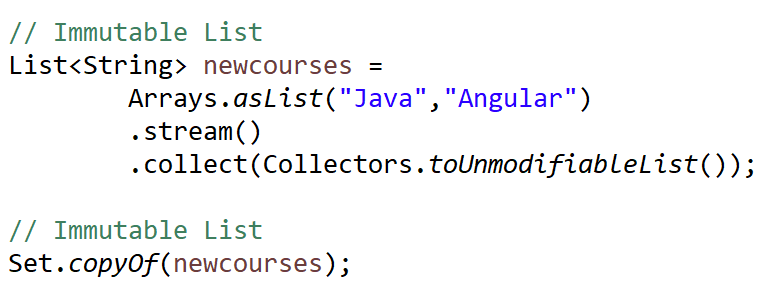 // Immutable List
List<String> newcourses =
Arrays.asList("Java","Angular")
.stream()
.collect(Collectors.toUnmodifiableList());
// Immutable List
Set.copyOf(newcourses);